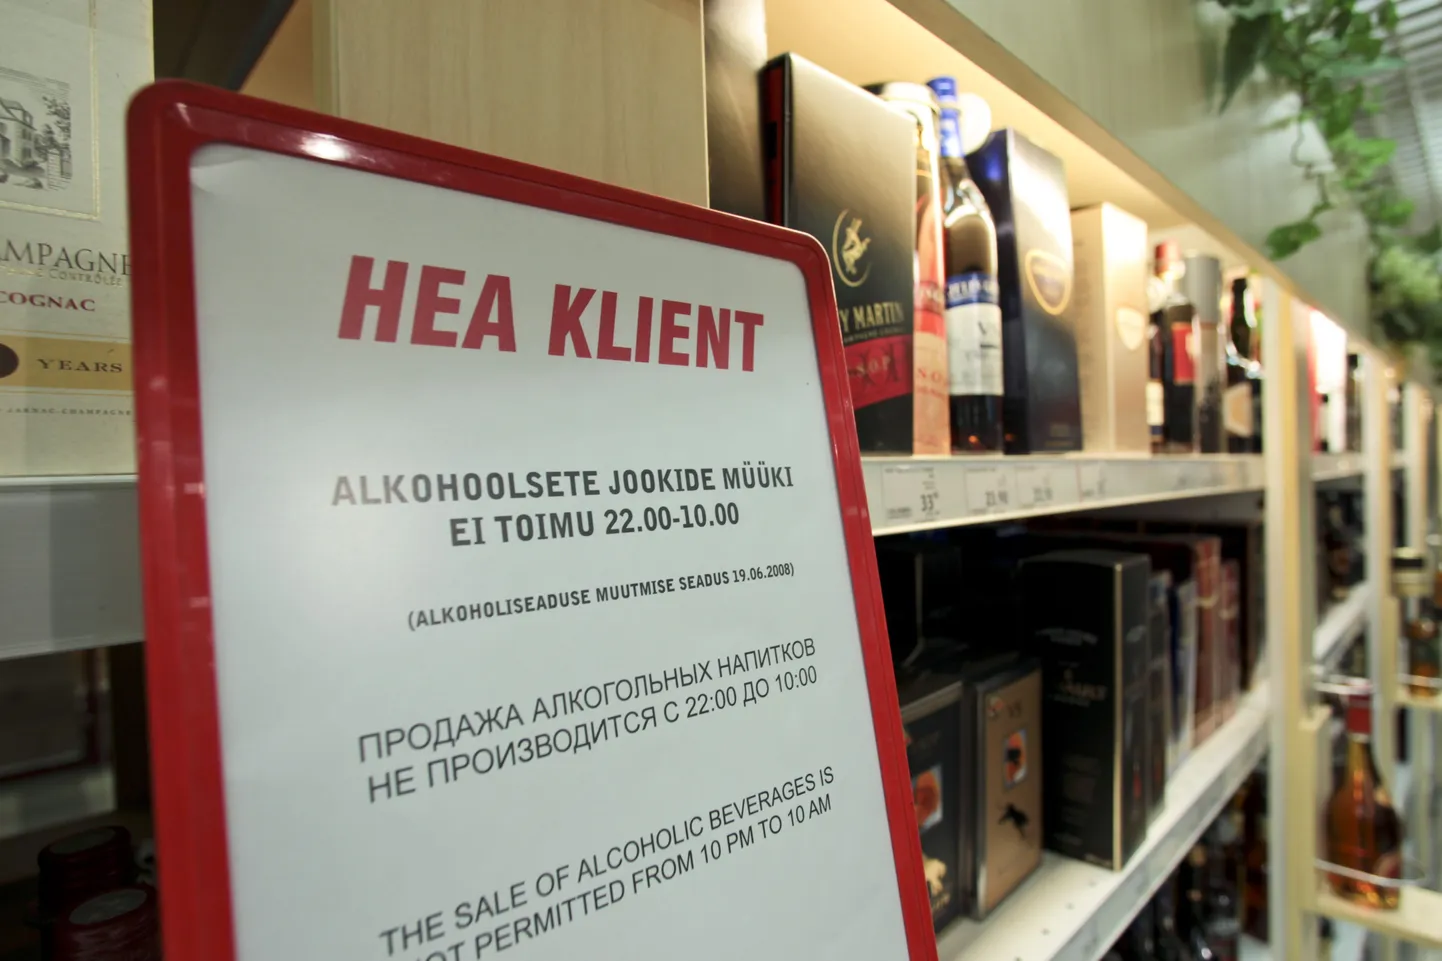 HEA KLIENT
ALKOHOOLSETE JOOKIDE MÜÜKI
EI TOIMU 22.00-10.00
(ALKOHOLISEADUSE MUUTMISE SEADUS 19.06.2008)
ПРОДАЖА АЛКОГОЛЬНЫХ НАПИТКОВ
НЕ ПРОИЗВОДИТСЯ С 22:00 ДО 10:00
THE SALE OF ALCOHOLIC BEVERAGES IS
NOT PERMITTED FROM 10 PM TO 10 AM
COGNAC
YEARS
Y MARTIN